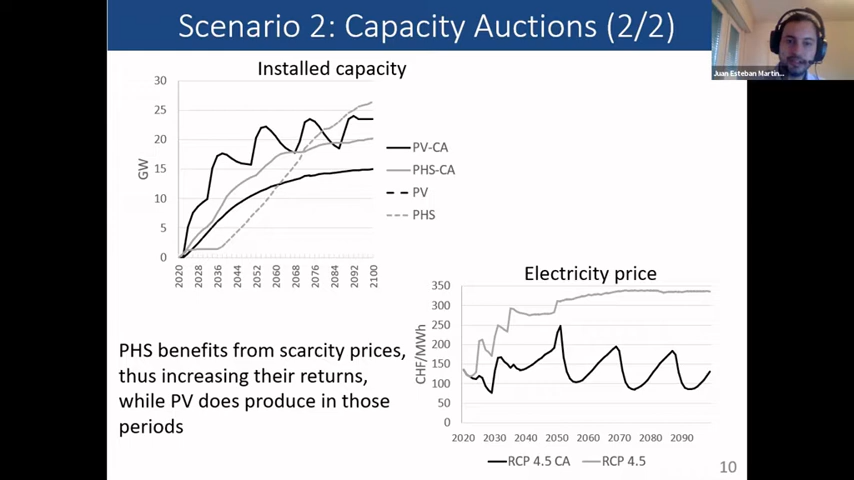 Scenario 2: Capacity Auctions (2/2)
Juan Esteban Martin...
Installed capacity
30
25
20
15
10
5
0
GW
2020
2028
2036
2044
2052
2060
2068
2076
2084
2092
2100
PV-CA
PHS-CA
PV
PHS
Electricity price
350
300
250
200
150
100
50
0
CHF/MWh
2020
2030
2040
2050
2060
2070
2080
2090
RCP 4.5 CA
RCP 4.5
PHS benefits from scarcity prices,
thus increasing their returns,
while PV does produce in those
periods
10